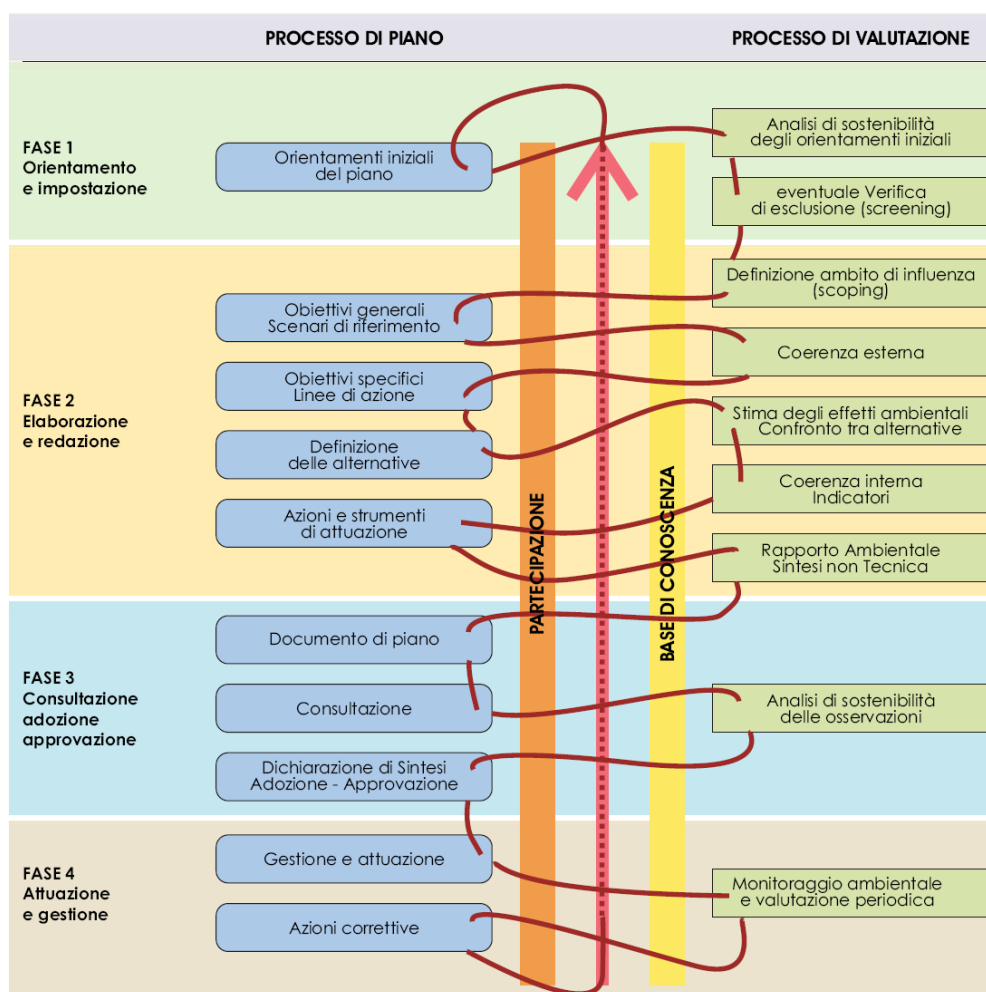 PROCESSO DI PIANO
PROCESSO DI VALUTAZIONE
FASE 1
Orientamento
e impostazione
Orientamenti iniziali
del piano
Analisi di sostenibilità
degli orientamenti iniziali
eventuale Verifica
di esclusione (screening)
FASE 2
Elaborazione
e redazione
Definizione ambito di influenza
(scoping)
Obiettivi generali
Scenari di riferimento
Coerenza esterna
Obiettivi specifici
Linee di azione
Stima degli effetti ambientali
Confronto tra alternative
Definizione
delle alternative
Coerenza interna
Indicatori
Azioni e strumenti
di attuazione
Rapporto Ambientale
Sintesi non Tecnica
PARTECIPAZIONE
BASE DI CONOSCENZA
FASE 3
Consultazione
adozione
approvazione
Documento di piano
Consultazione
Analisi di sostenibilità
delle osservazioni
Dichiarazione di Sintesi
Adozione - Approvazione
FASE 4
Attuazione
e gestione
Gestione e attuazione
Monitoraggio ambientale
e valutazione periodica
Azioni correttive